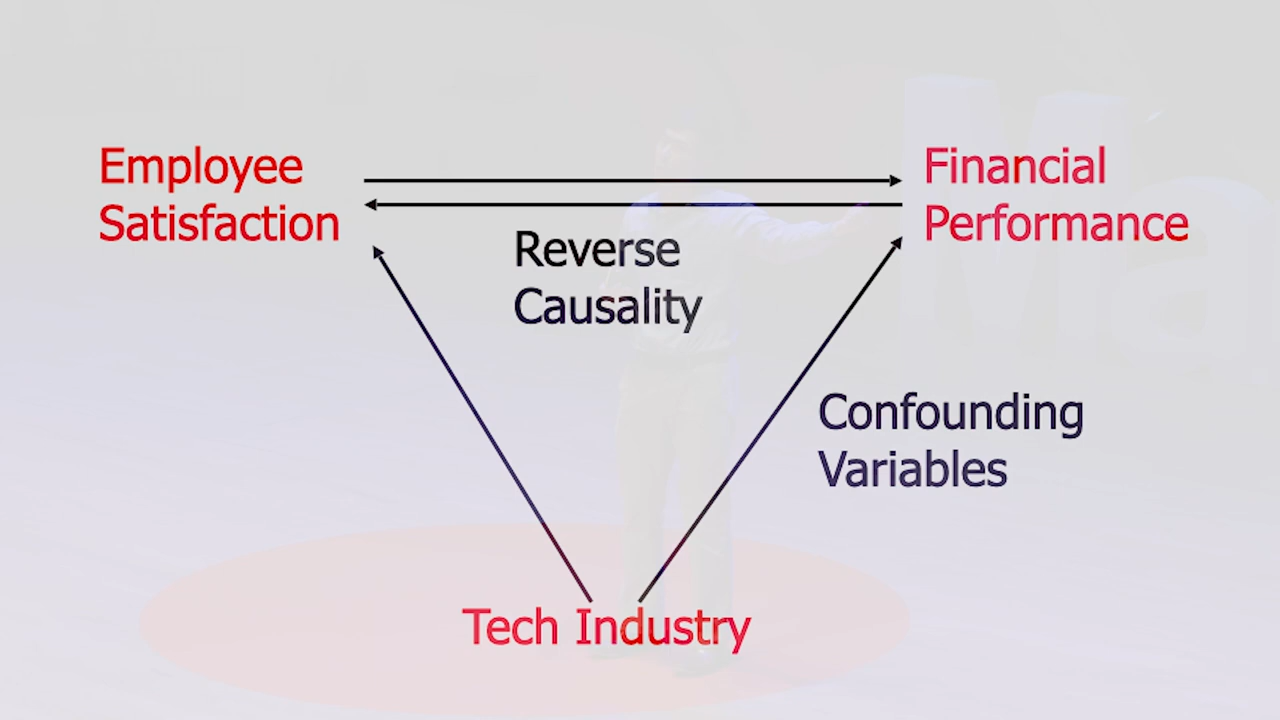 Employee
Satisfaction
Financial
Performance
Reverse
Causality
Confounding
Variables
Tech Industry